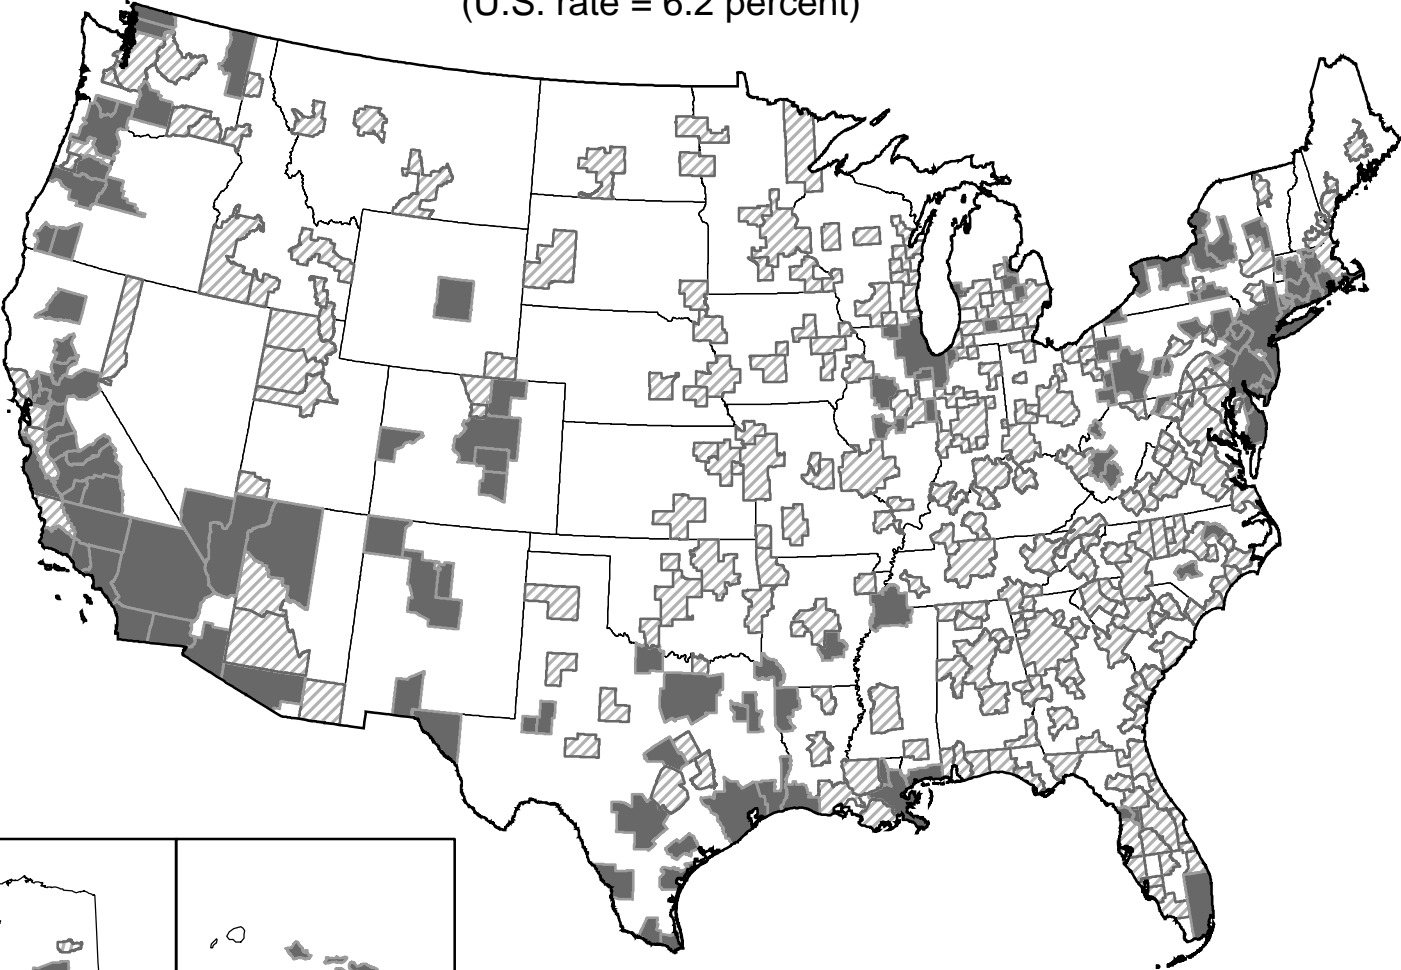 (U.S. rate = 6.2 percent)